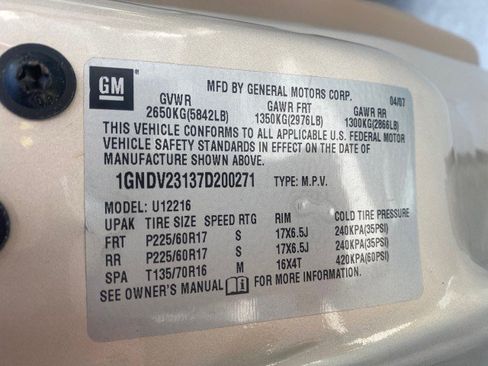 GM
MFD BY GENERAL MOTORS CORP. 04/07
GVWR GAWR FRT GAWR RR
2650KG(5842LB) 1350KG(2976LB) 1300KG(2866LB)
THIS VEHICLE CONFORMS TO ALL APPLICABLE U.S. FEDERAL MOTOR
VEHICLE SAFETY STANDARDS IN EFFECT ON THE DATE OF
MANUFACTURE SHOWN ABOVE.
1GNDV23137D200271 TYPE: M.P.V.
MODEL: U12216
UPAK TIRE SIZE SPEED RTG RIM COLD TIRE PRESSURE
FRT P225/60R17 S 17X6.5J 240KPA(35PSI)
RR P225/60R17 S 17X6.5J 240KPA(35PSI)
SPA T135/70R16 M 16X4T 420KPA(60PSI)
SEE OWNER'S MANUAL FOR MORE INFORMATION.